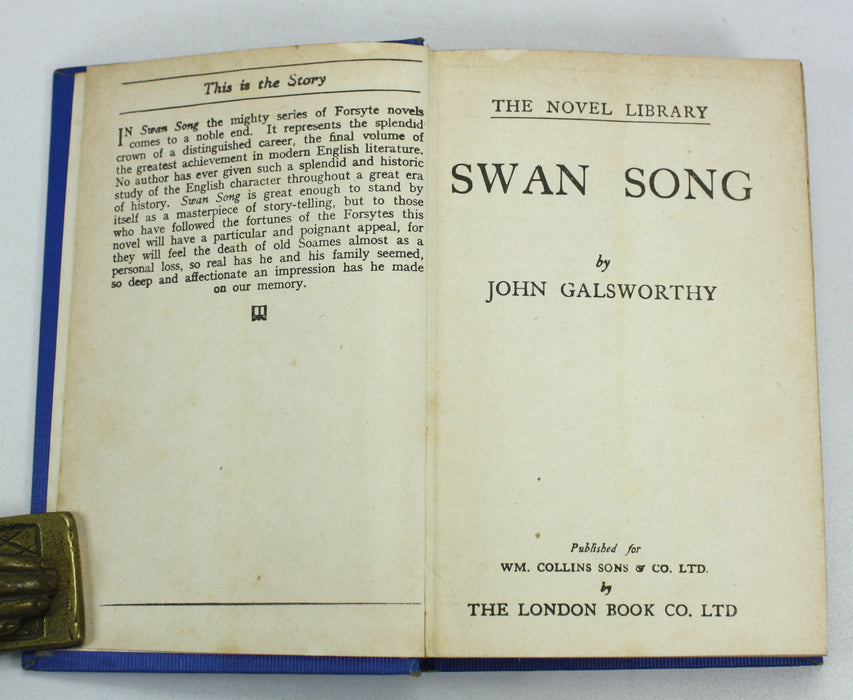 This is the Story
IN Swan Song the mighty series of Forsyte novels
comes to a noble end. It represents the splendid
crown of a distinguished career, the final volume of
the greatest achievement in modern English literature.
No author has ever given such a splendid and historic
study of the English character throughout a great era
of history. Swan Song is great enough to stand by
itself as a masterpiece of story-telling, but to those
who have followed the fortunes of the Forsytes this
novel will have a particular and poignant appeal, for
they will feel the death of old Soames almost as a
personal loss, so real has he and his family seemed,
so deep and affectionate an impression has he made
on our memory.
THE NOVEL LIBRARY
SWAN SONG
by
JOHN GALSWORTHY
Published for
WM. COLLINS SONS & CO. LTD.
by
THE LONDON BOOK CO. LTD